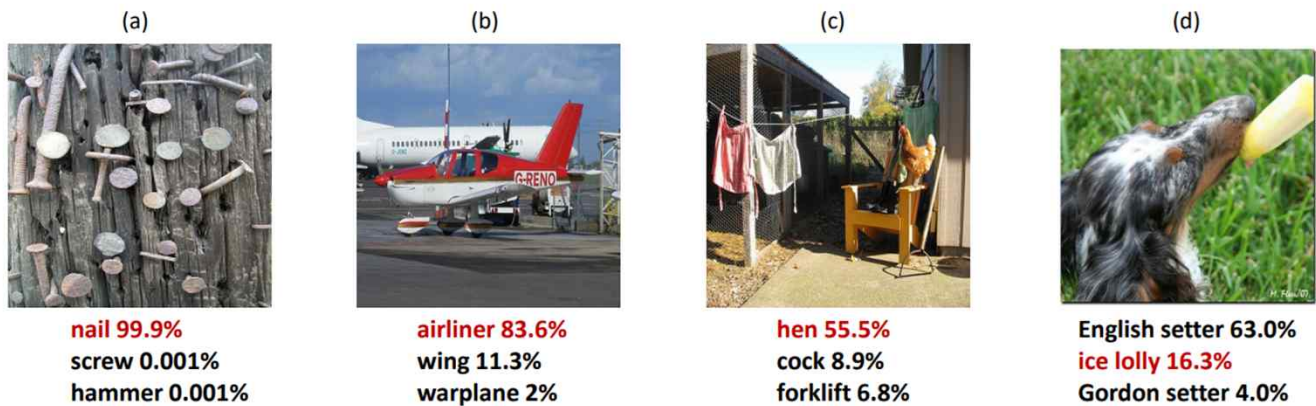 (a)
(b)
(c)
(d)
G-RENO
nail 99.9%
screw 0.001%
hammer 0.001%
airliner 83.6%
wing 11.3%
warplane 2%
hen 55.5%
cock 8.9%
forklift 6.8%
English setter 63.0%
ice lolly 16.3%
Gordon setter 4.0%